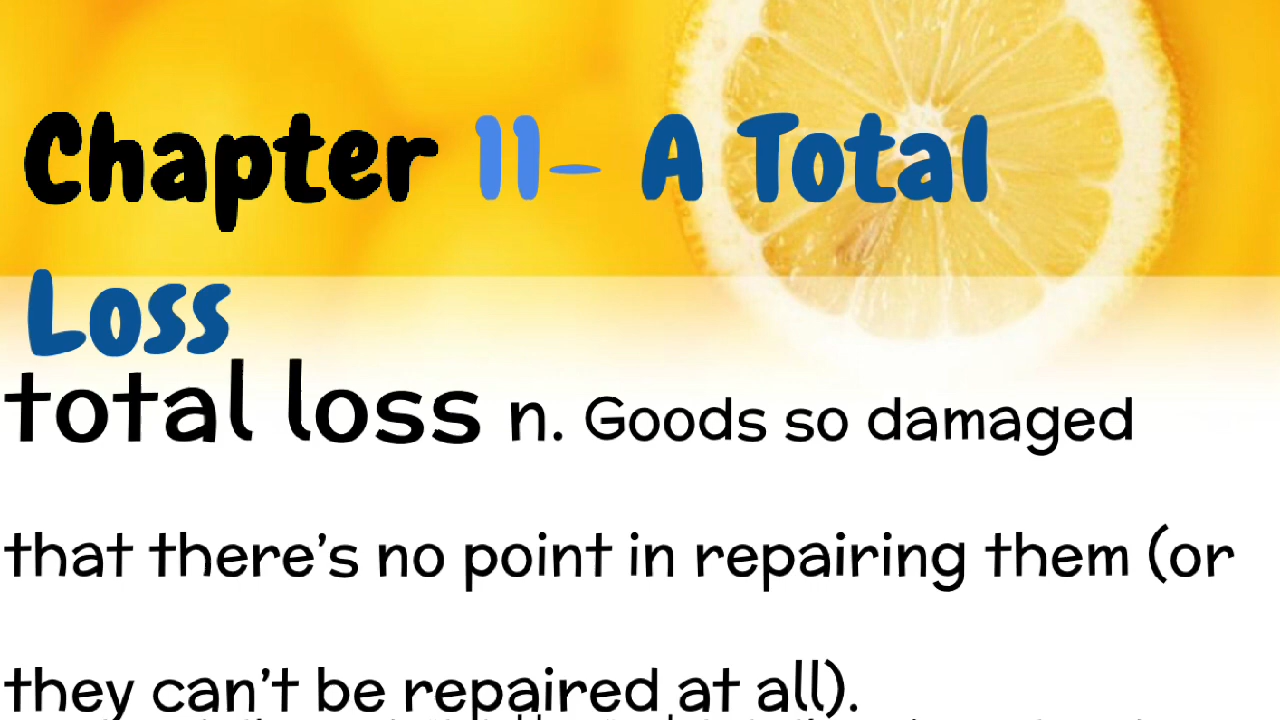 Chapter 11- A Total
Loss
total loss n. Goods so damaged
that there's no point in repairing them (or
they can't be repaired at all).